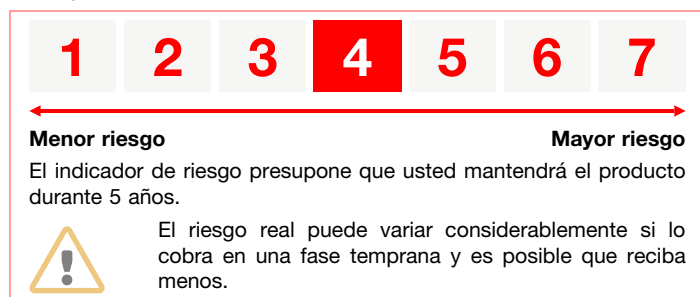 1 2 3 4 5 6 7
Menor riesgo Mayor riesgo
El indicador de riesgo presupone que usted mantendrá el producto
durante 5 años.
El riesgo real puede variar considerablemente si lo
cobra en una fase temprana y es posible que reciba
menos.